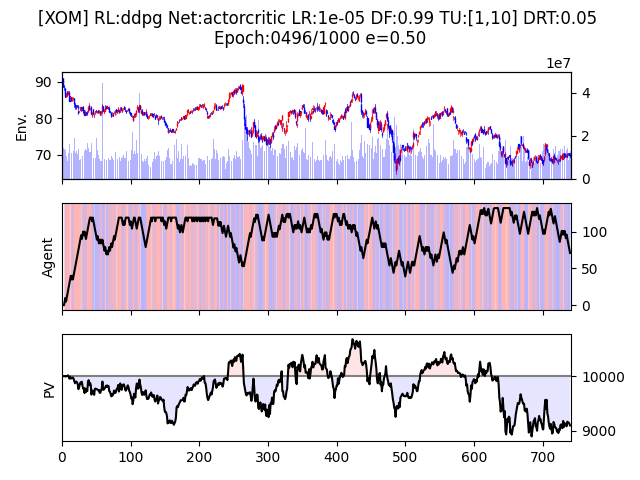 [XOM] RL:ddpg Net:actorcritic LR:1e-05 DF:0.99 TU:[1,10] DRT:0.05
Epoch:0496/1000 e=0.50
1e7
Env.
90
80
70
4
2
0
Agent
100
50
0
PV
10000
9000
0 100 200 300 400 500 600 700